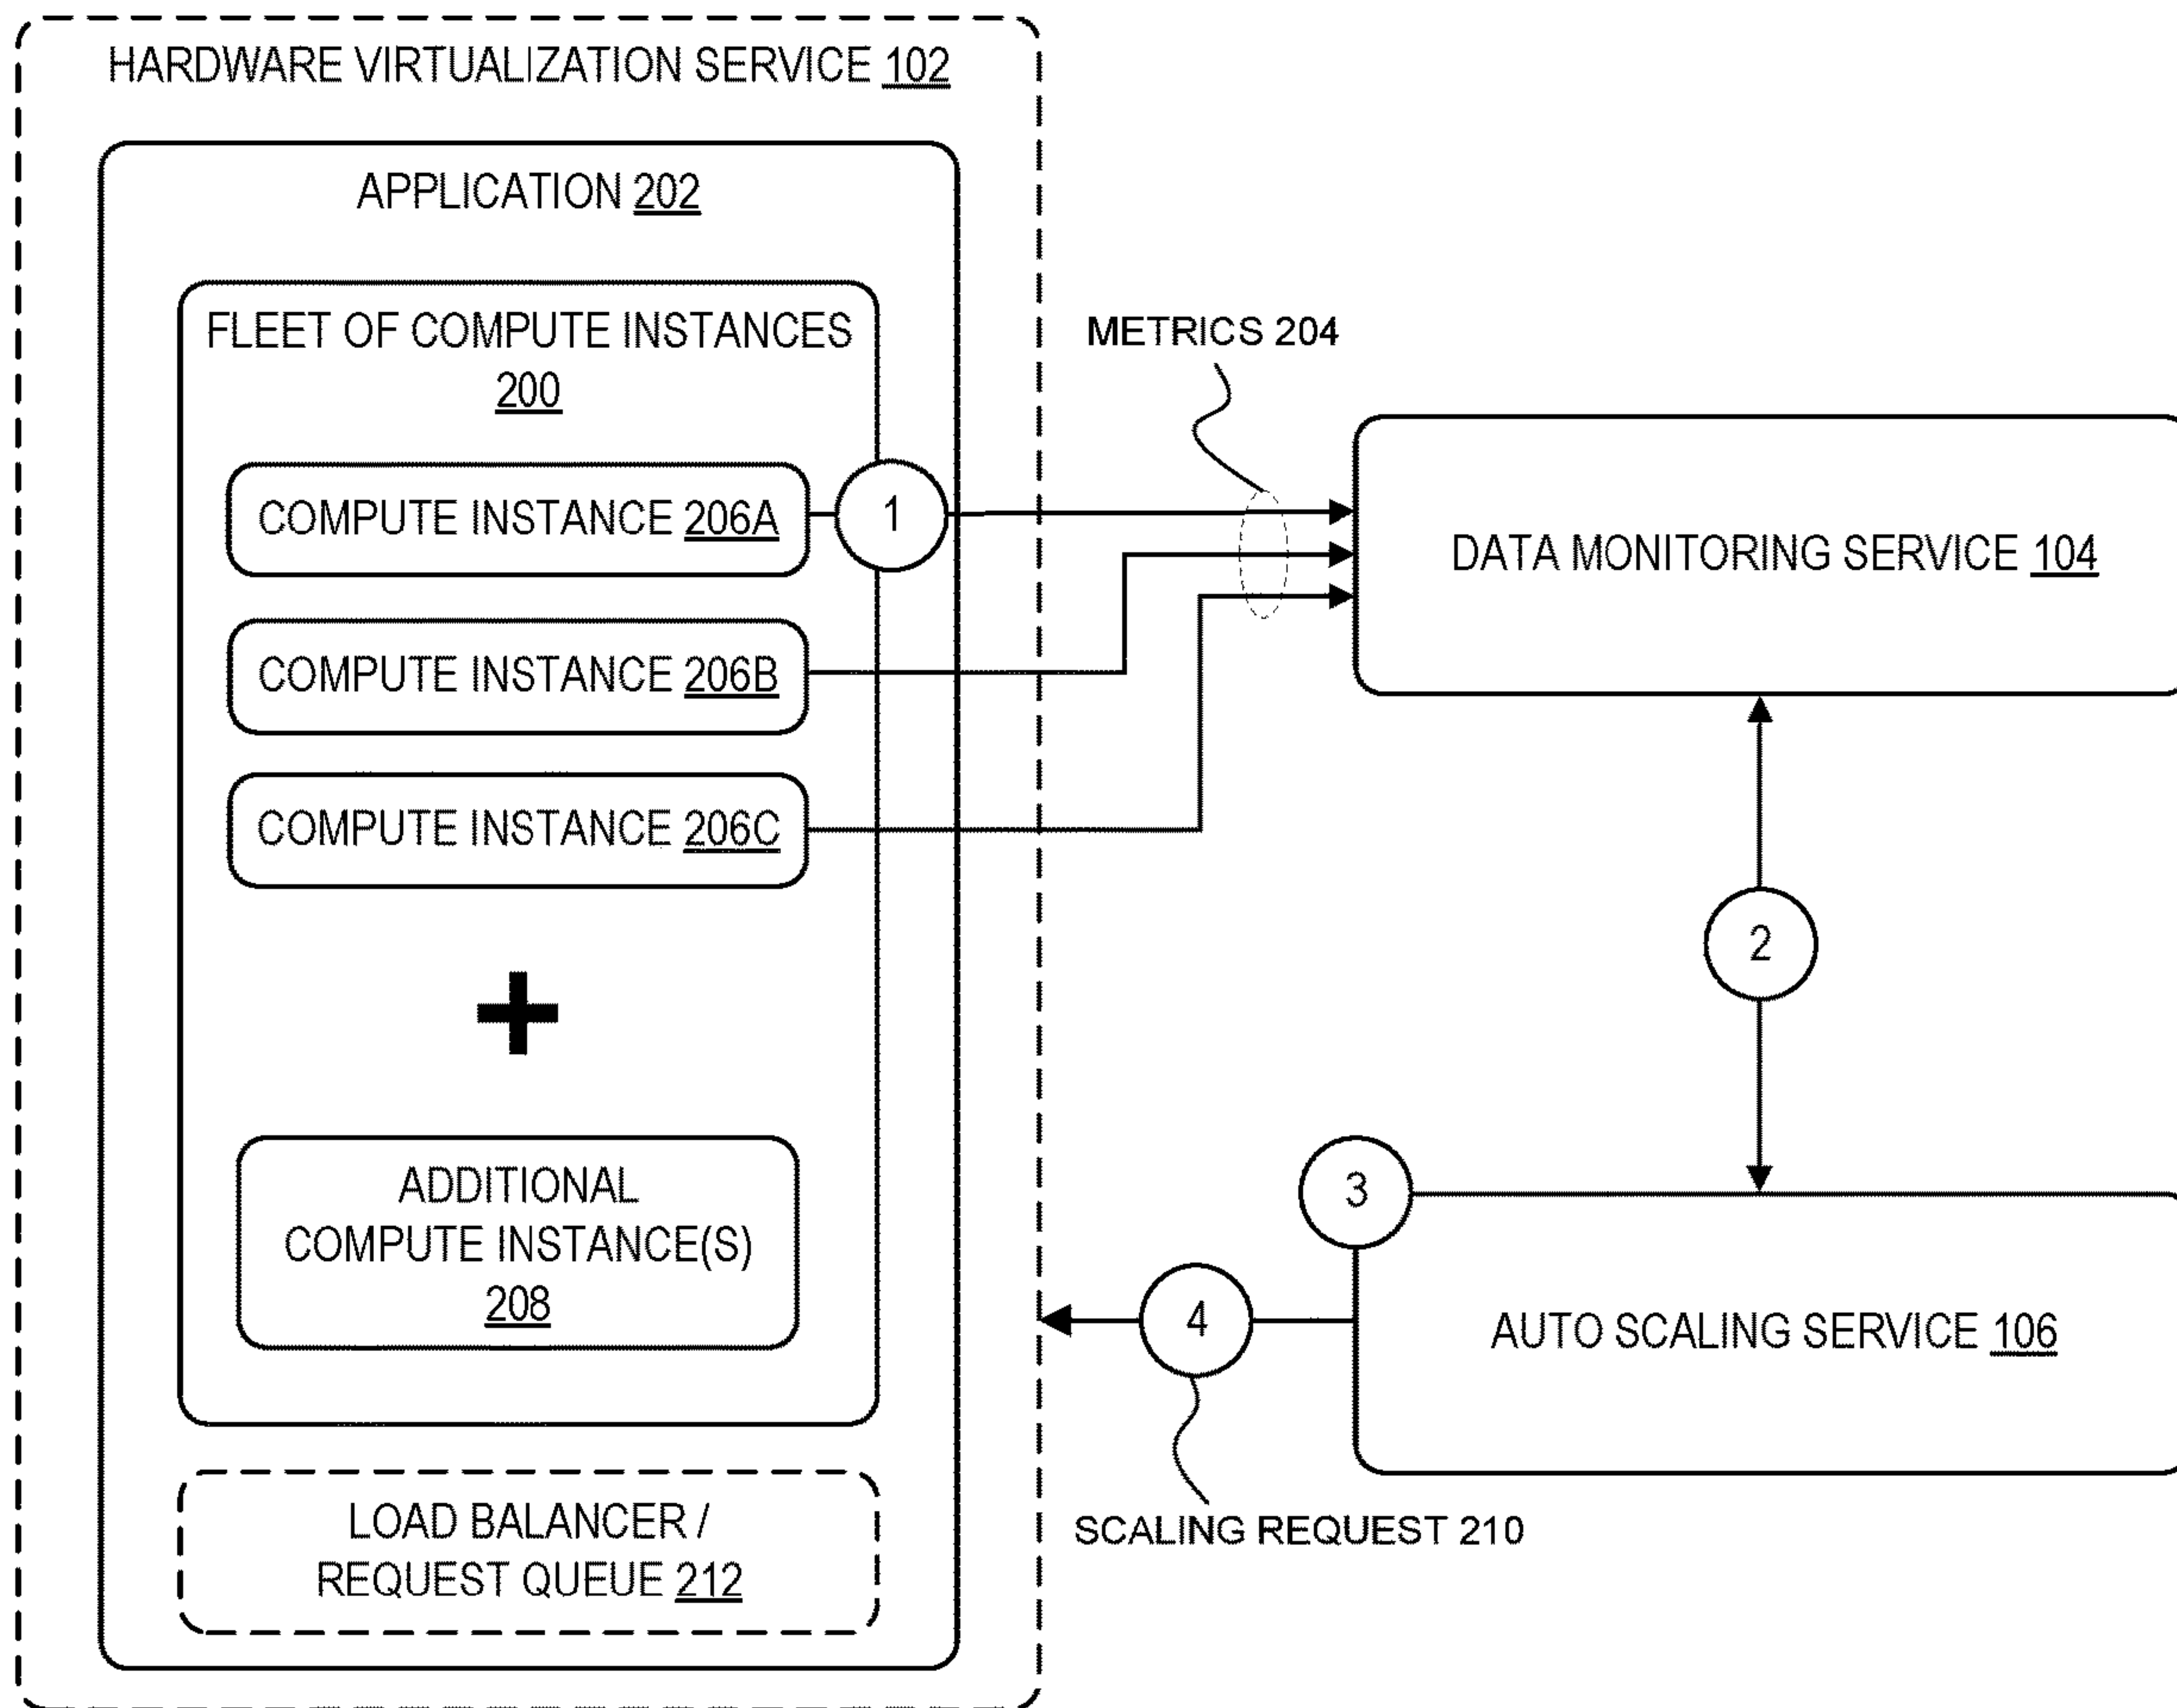 HARDWARE VIRTUALIZATION SERVICE 102
APPLICATION 202
FLEET OF COMPUTE INSTANCES
200
COMPUTE INSTANCE 206A
1
COMPUTE INSTANCE 206B
COMPUTE INSTANCE 206C
+
ADDITIONAL
COMPUTE INSTANCE(S)
208
LOAD BALANCER /
REQUEST QUEUE 212
METRICS 204
DATA MONITORING SERVICE 104
2
3
4
AUTO SCALING SERVICE 106
SCALING REQUEST 210